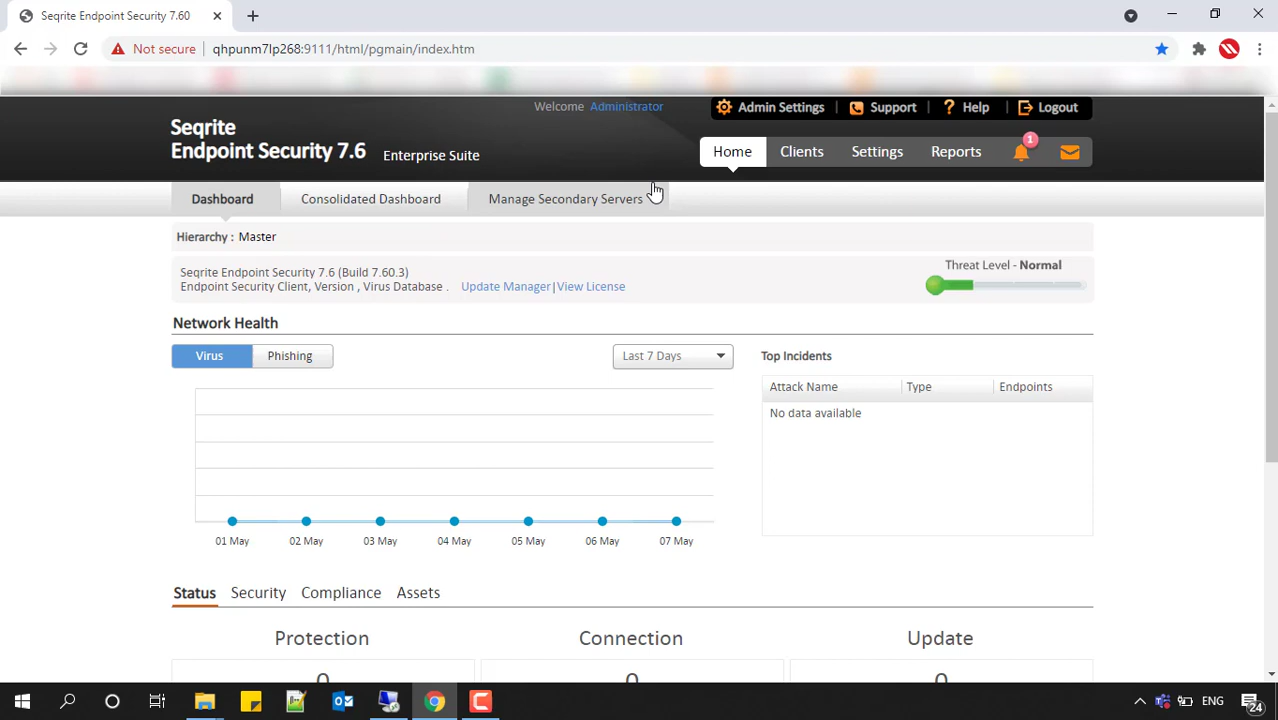 Seqrite Endpoint Security 7.60
Not secure qhpunm7lp268:9111/html/pgmain/index.htm
Welcome Administrator Admin Settings Support Help Logout
Seqrite
Endpoint Security 7.6 Enterprise Suite
Home Clients Settings Reports 1
Dashboard Consolidated Dashboard Manage Secondary Servers
Hierarchy : Master
Seqrite Endpoint Security 7.6 (Build 7.60.3)
Endpoint Security Client, Version , Virus Database . Update Manager|View License
Threat Level - Normal
Network Health
Virus Phishing Last 7 Days
Top Incidents
Attack Name Type Endpoints
No data available
01 May 02 May 03 May 04 May 05 May 06 May 07 May
Status Security Compliance Assets
Protection Connection Update
0 0 0
ENG 24